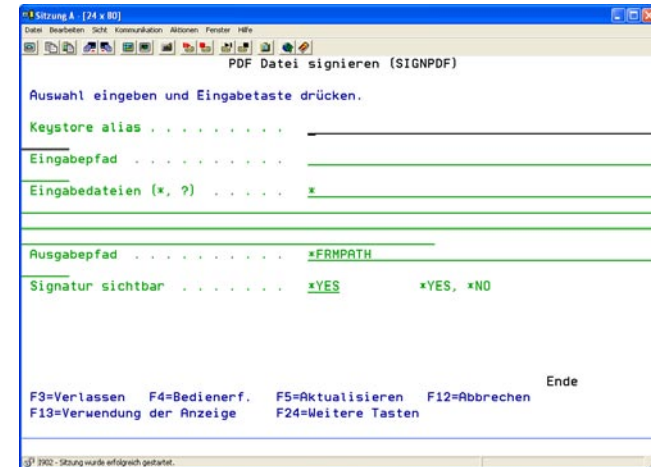 Sitzung A - [24 x 80]
Datei Bearbeiten Sicht Kommunikation Aktionen Fenster Hilfe
PDF Datei signieren (SIGNPDF)
Auswahl eingeben und Eingabetaste drücken.
Keystore alias . . . . . . . . .
Eingabepfad . . . . . . . . . .
Eingabedateien (*, ?) . . . . . *
Ausgabepfad . . . . . . . . . . *FRMPATH
Signatur sichtbar . . . . . . . *YES *YES, *NO
Ende
F3=Verlassen F4=Bedienerf. F5=Aktualisieren F12=Abbrechen
F13=Verwendung der Anzeige F24=Weitere Tasten
3902 - Sitzung wurde erfolgreich gestartet.